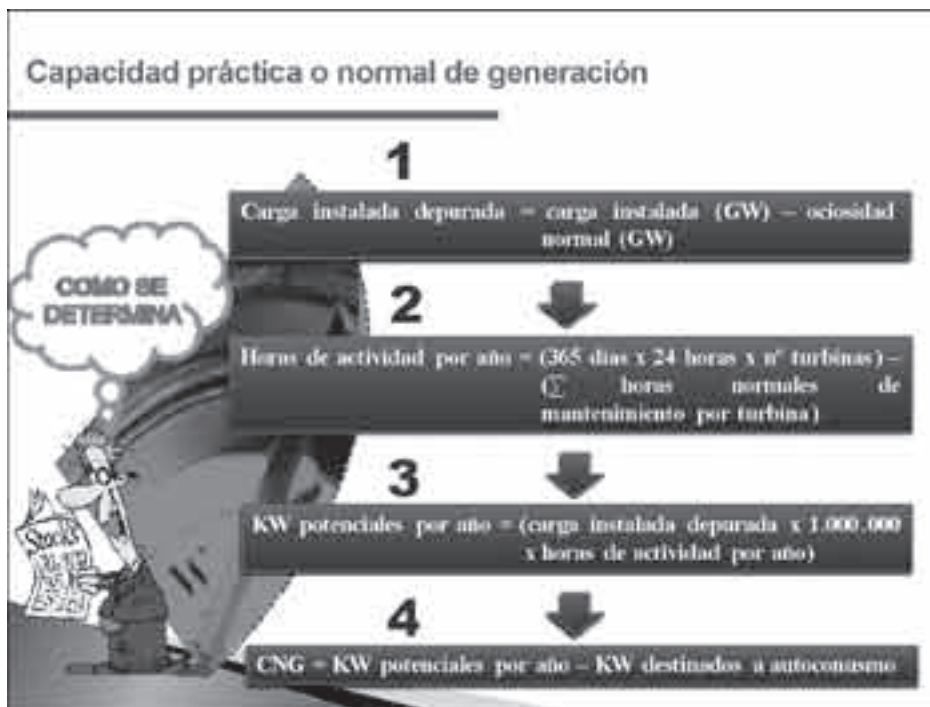 Capacidad práctica o normal de generación
1
Carga instalada depurada = carga instalada (GW) – ociosidad
normal (GW)
COMO SE
DETERMINA
2
Horas de actividad por año = (365 dias x 24 horas x nº turbinas) –
(∑ horas normales de
mantenimiento por turbina)
3
KW potenciales por año = (carga instalada depurada x 1.000.000
x horas de actividad por año)
Stocks
4
CNG = KW potenciales por año – KW destinados a autoconusmo